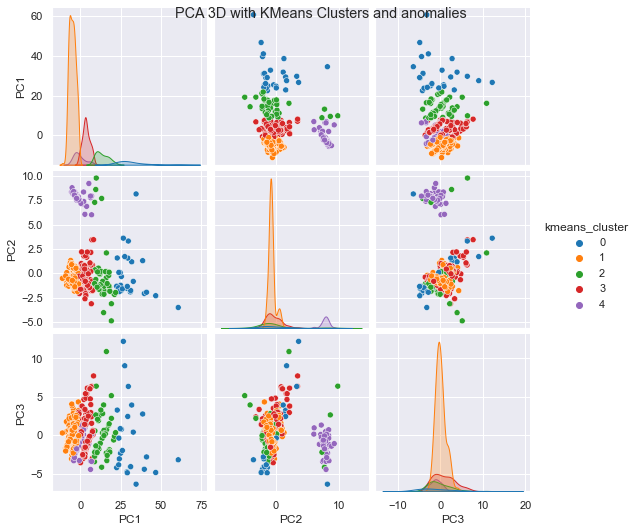 PCA 3D with KMeans Clusters and anomalies
60
40
20
0
PC1
10.0
7.5
5.0
2.5
0.0
−2.5
−5.0
PC2
kmeans_cluster
0
1
2
3
4
10
5
0
−5
PC3
0 25 50 75
0 10
−10 0 10 20
PC1 PC2 PC3